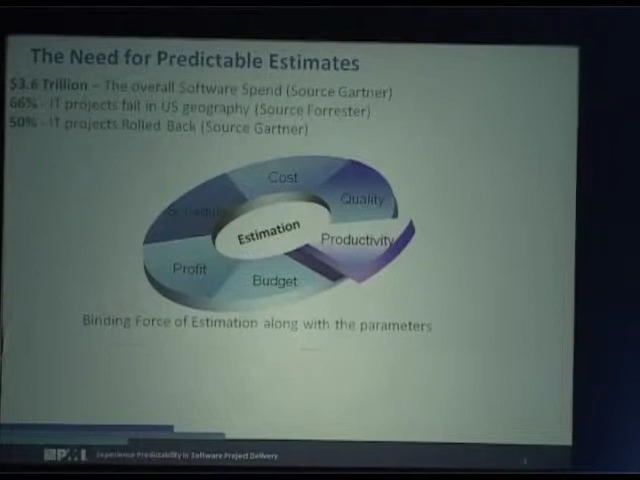 The Need for Predictable Estimates
$3.6 Trillion – The overall Software Spend (Source Gartner)
66% - IT projects fail in US geography (Source Forrester)
50% - IT projects Rolled Back (Source Gartner)
Cost
Quality
Schedule
Estimation
Productivity
Profit
Budget
Binding Force of Estimation along with the parameters
PMI
Experience Predictability in Software Project Delivery